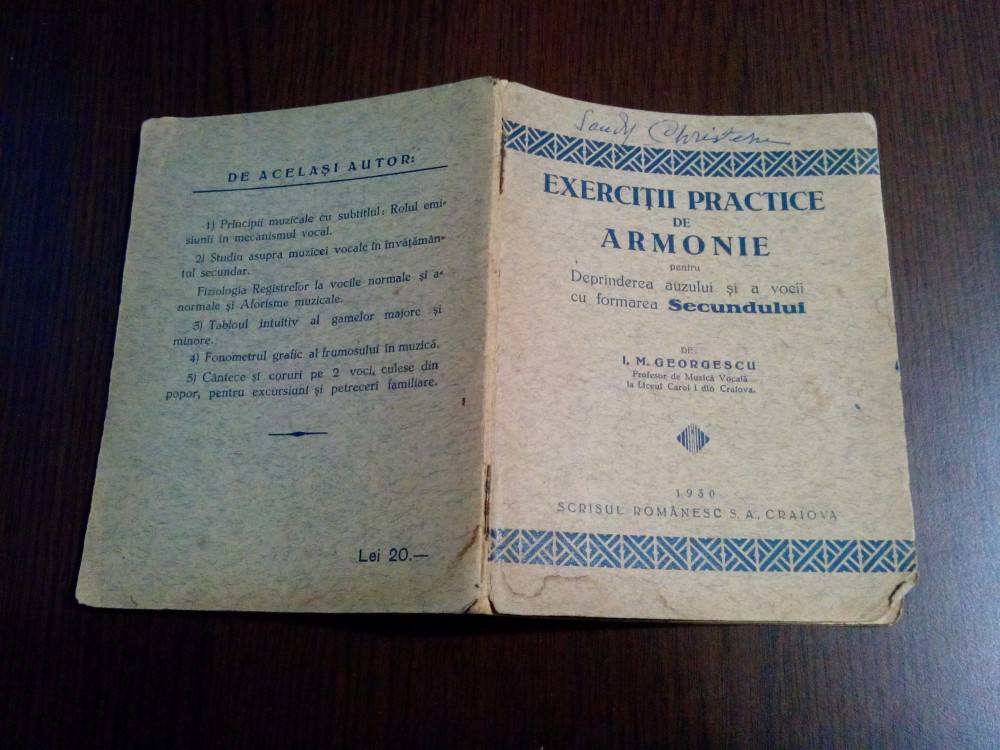 DE ACELAȘI AUTOR:
1) Principii muzicale cu subtitlul: Rolul emi-
siunii în mecanismul vocal.
2) Studiu asupra muzicei vocale în învățămân-
tul secundar.
Fiziologia Registrelor la vocile normale și a-
normale și Aforisme muzicale.
3) Tabloul intuitiv al gamelor majore și
minore.
4) Fonometrul grafic al frumosului în muzică.
5) Cântece și coruri pe 2 voci, culese din
popor, pentru excursiuni și petreceri familiare.
Lei 20.—
Sandy
EXERCIȚII PRACTICE
DE
ARMONIE
pentru
Deprinderea auzului și a vocii
cu formarea Secundului
DE:
I. M. GEORGESCU
Profesor de Muzică Vocală
la Liceul Carol I din Craiova.
1930
SCRISUL ROMÂNESC S. A., CRAIOVA